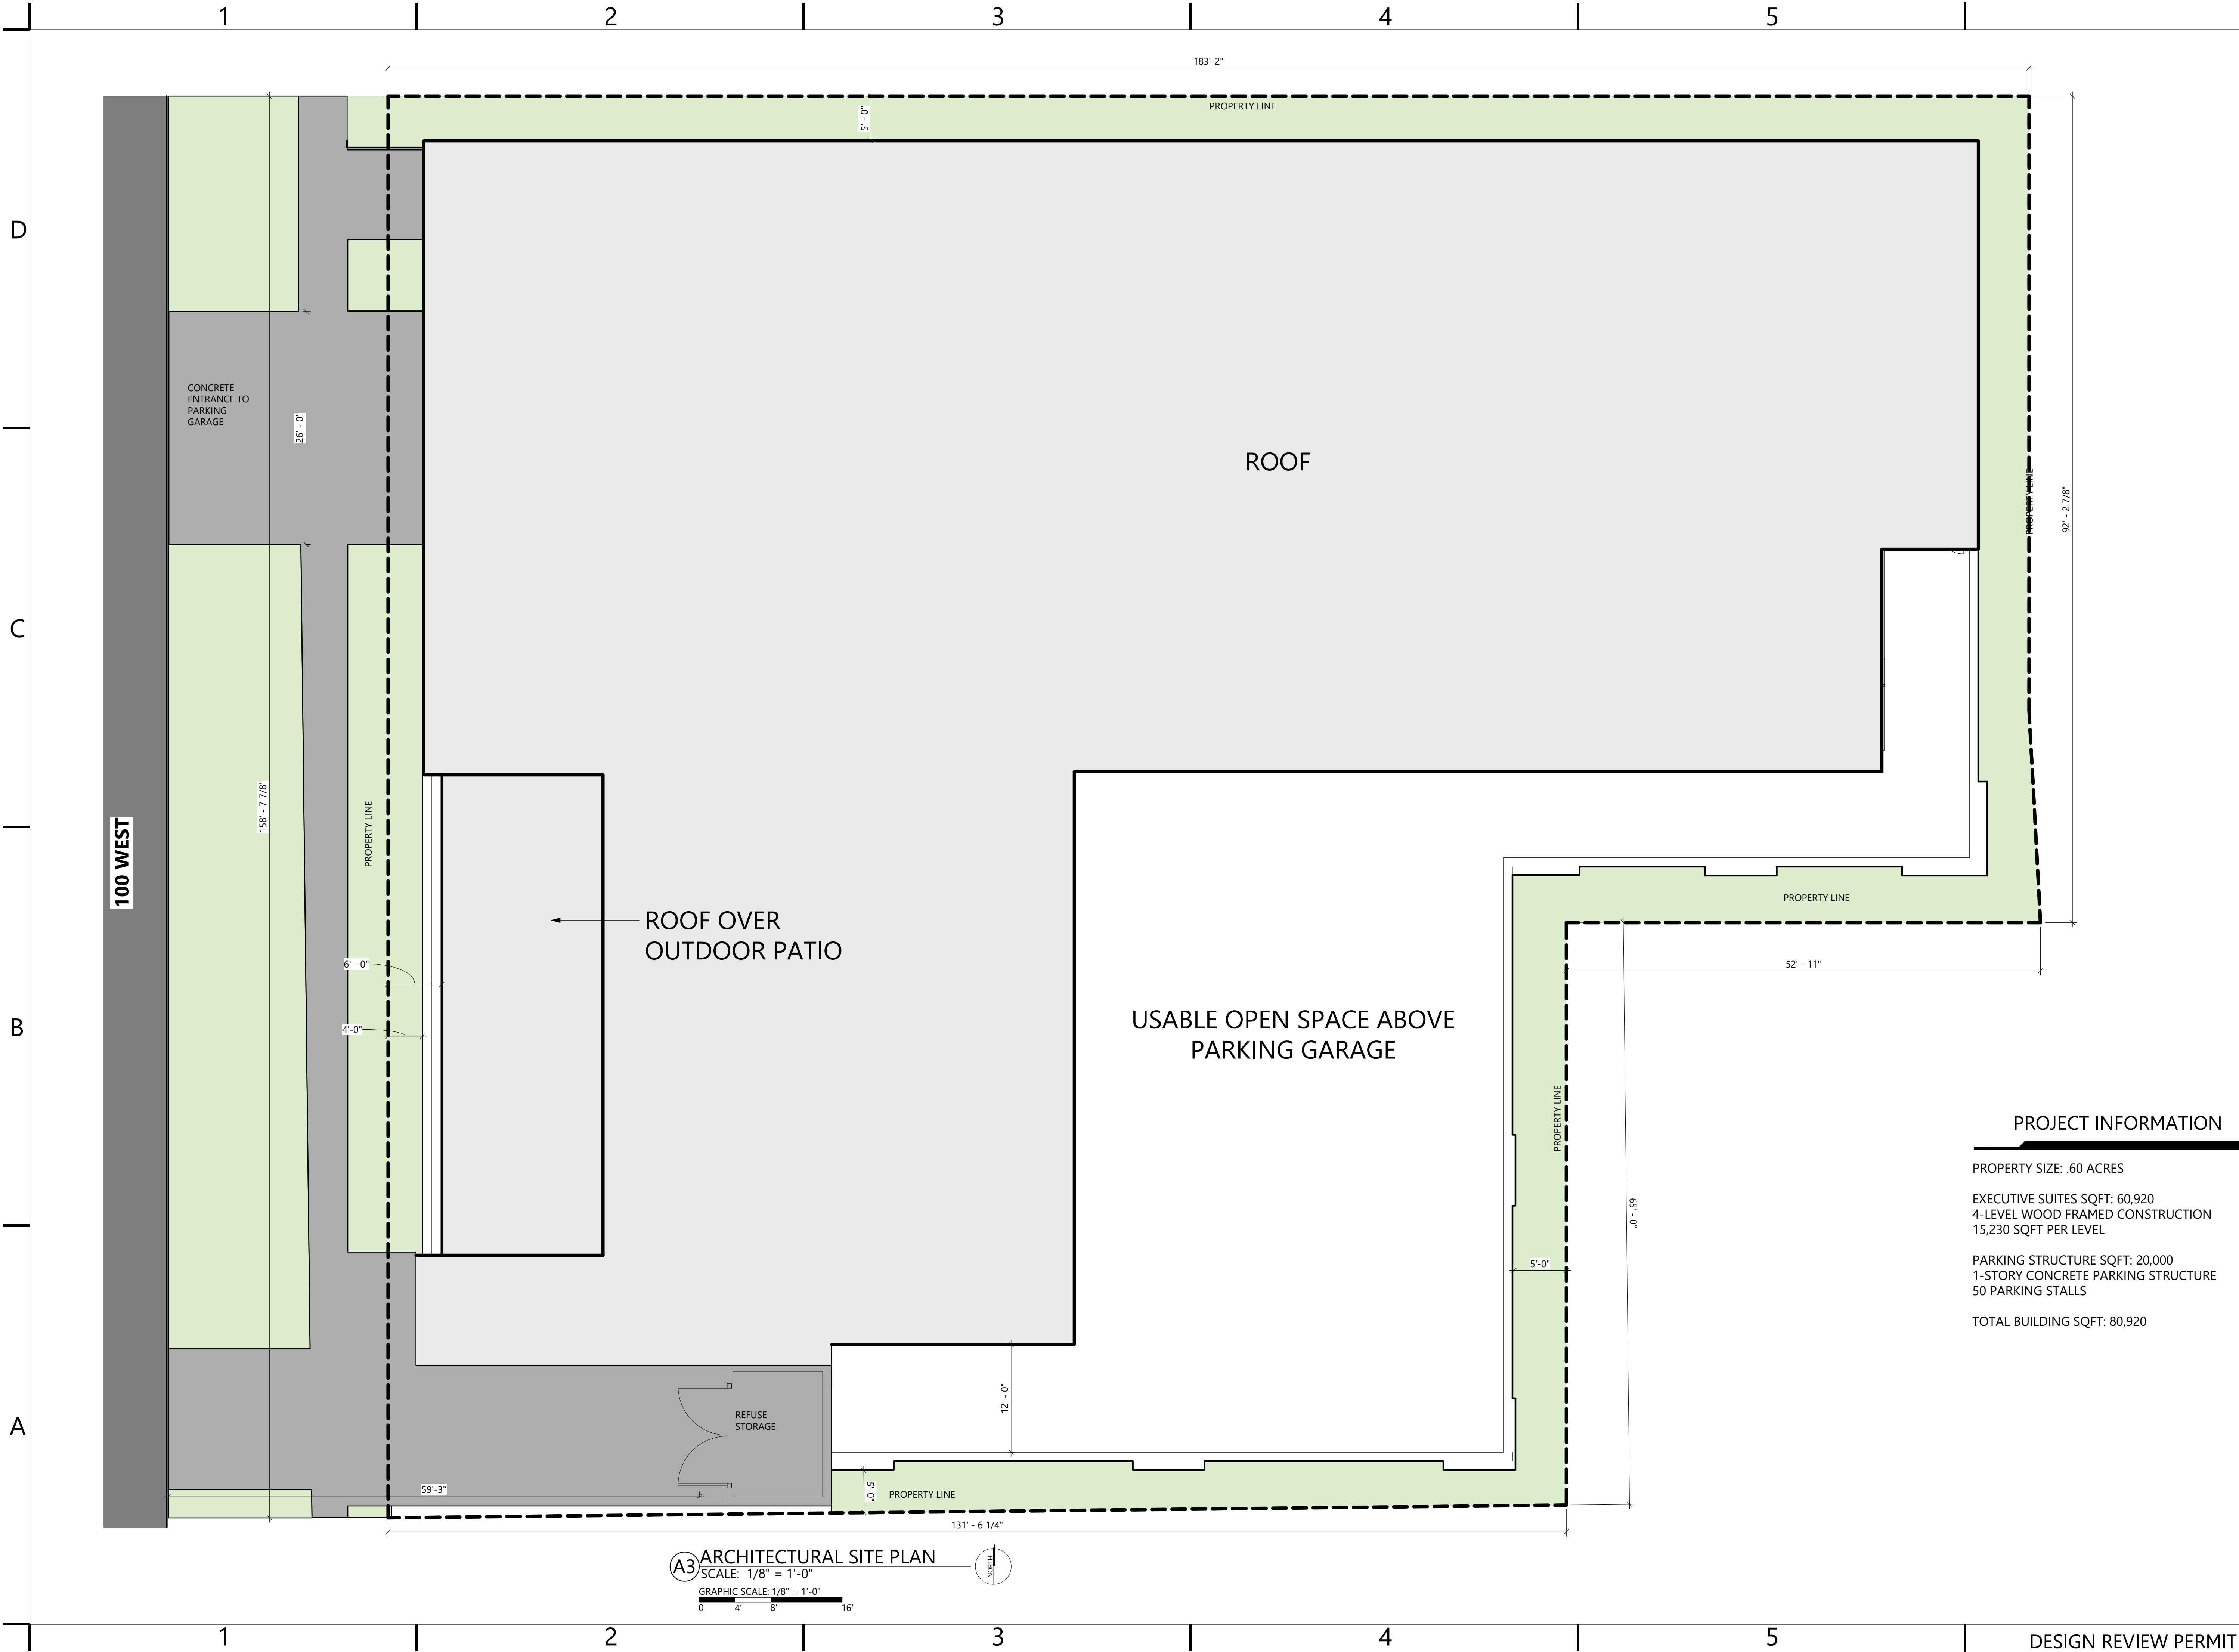 1 2 3 4 5
183'-2"
PROPERTY LINE
5' - 0"
D
CONCRETE
ENTRANCE TO
PARKING
GARAGE
26' - 0"
ROOF
PROPERTY LINE
92' - 2 7/8"
C
158' - 7 7/8"
PROPERTY LINE
100 WEST
PROPERTY LINE
ROOF OVER
OUTDOOR PATIO
6' - 0"
52' - 11"
4'-0"
B
USABLE OPEN SPACE ABOVE
PARKING GARAGE
PROPERTY LINE
65' - 0"
5'-0"
PROJECT INFORMATION
PROPERTY SIZE: .60 ACRES
EXECUTIVE SUITES SQFT: 60,920
4-LEVEL WOOD FRAMED CONSTRUCTION
15,230 SQFT PER LEVEL
PARKING STRUCTURE SQFT: 20,000
1-STORY CONCRETE PARKING STRUCTURE
50 PARKING STALLS
TOTAL BUILDING SQFT: 80,920
12' - 0"
A
REFUSE
STORAGE
59'-3"
5'-0"
PROPERTY LINE
131' - 6 1/4"
A3
ARCHITECTURAL SITE PLAN
SCALE: 1/8" = 1'-0"
NORTH
GRAPHIC SCALE: 1/8" = 1'-0"
0 4' 8' 16'
1 2 3 4 5
DESIGN REVIEW PERMIT